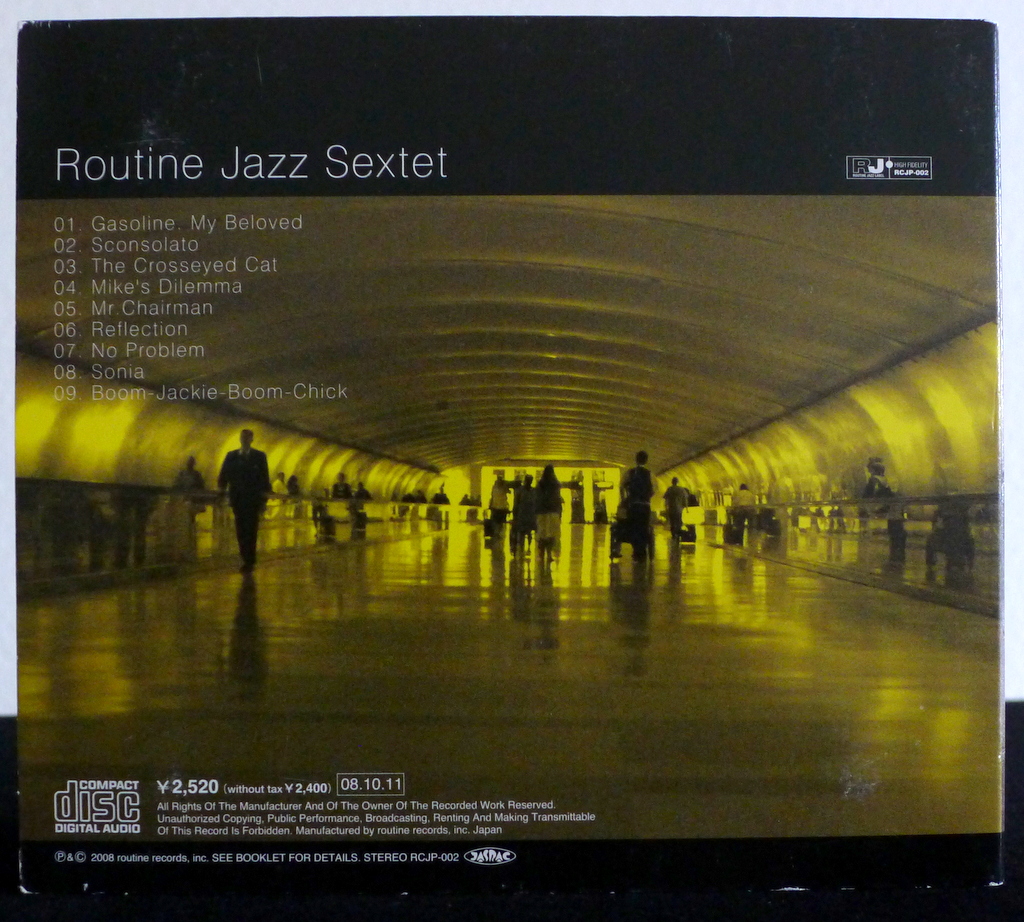 Routine Jazz Sextet
RJ HIGH FIDELITY
ROUTINE JAZZ LABEL RCJP-002
01. Gasoline. My Beloved
02. Sconsolato
03. The Crosseyed Cat
04. Mike's Dilemma
05. Mr.Chairman
06. Reflection
07. No Problem
08. Sonia
09. Boom-Jackie-Boom-Chick
COMPACT
disc
DIGITAL AUDIO
¥2,520 (without tax ¥2,400) 08.10.11
All Rights Of The Manufacturer And Of The Owner Of The Recorded Work Reserved.
Unauthorized Copying, Public Performance, Broadcasting, Renting And Making Transmittable
Of This Record Is Forbidden. Manufactured by routine records, inc. Japan
Ⓟ&© 2008 routine records, inc. SEE BOOKLET FOR DETAILS. STEREO RCJP-002 JASRAC